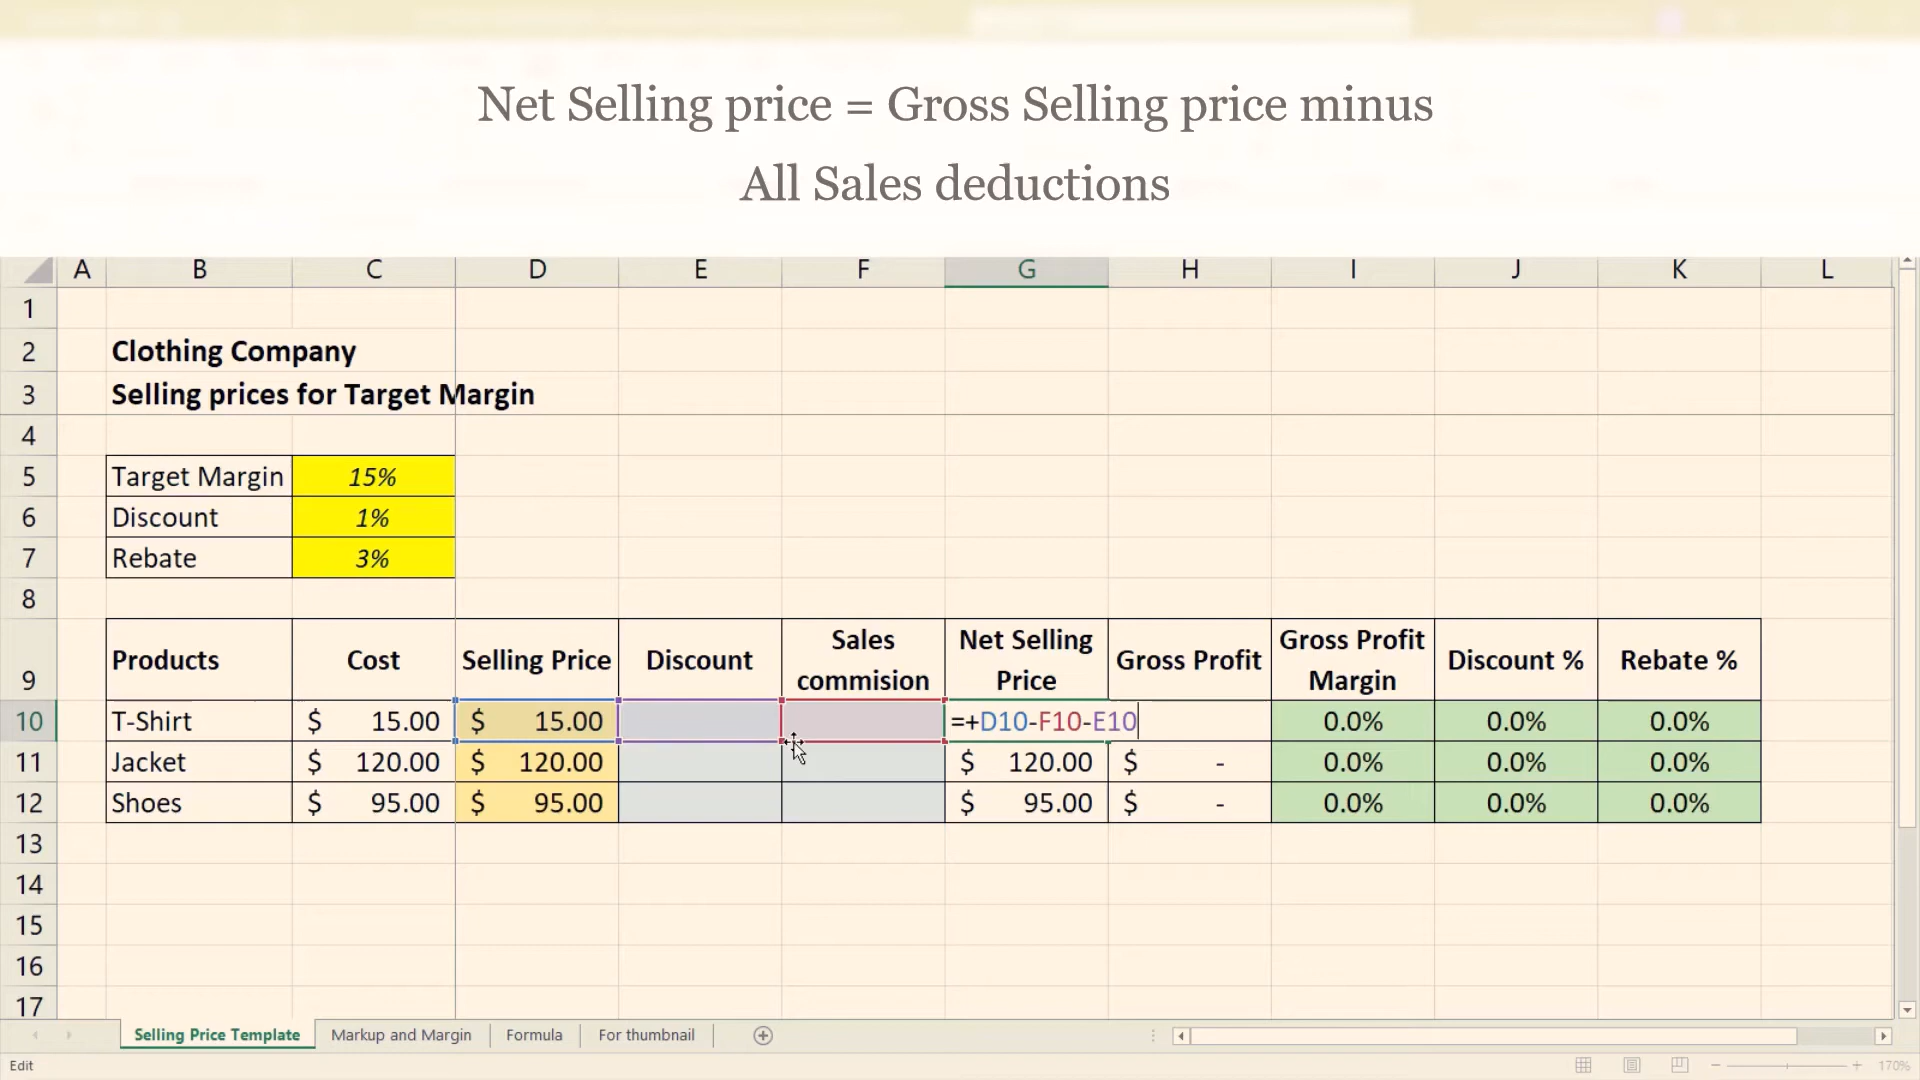 Net Selling price = Gross Selling price minus
All Sales deductions
A B C D E F G H I J K L
1
2 Clothing Company
3 Selling prices for Target Margin
4
5 Target Margin 15%
6 Discount 1%
7 Rebate 3%
8
9 Products Cost Selling Price Discount Sales commision Net Selling Price Gross Profit Gross Profit Margin Discount % Rebate %
10 T-Shirt $ 15.00 $ 15.00 =+D10-F10-E10 0.0% 0.0% 0.0%
11 Jacket $ 120.00 $ 120.00 $ 120.00 $ - 0.0% 0.0% 0.0%
12 Shoes $ 95.00 $ 95.00 $ 95.00 $ - 0.0% 0.0% 0.0%
13
14
15
16
17
Selling Price Template Markup and Margin Formula For thumbnail
Edit 170%